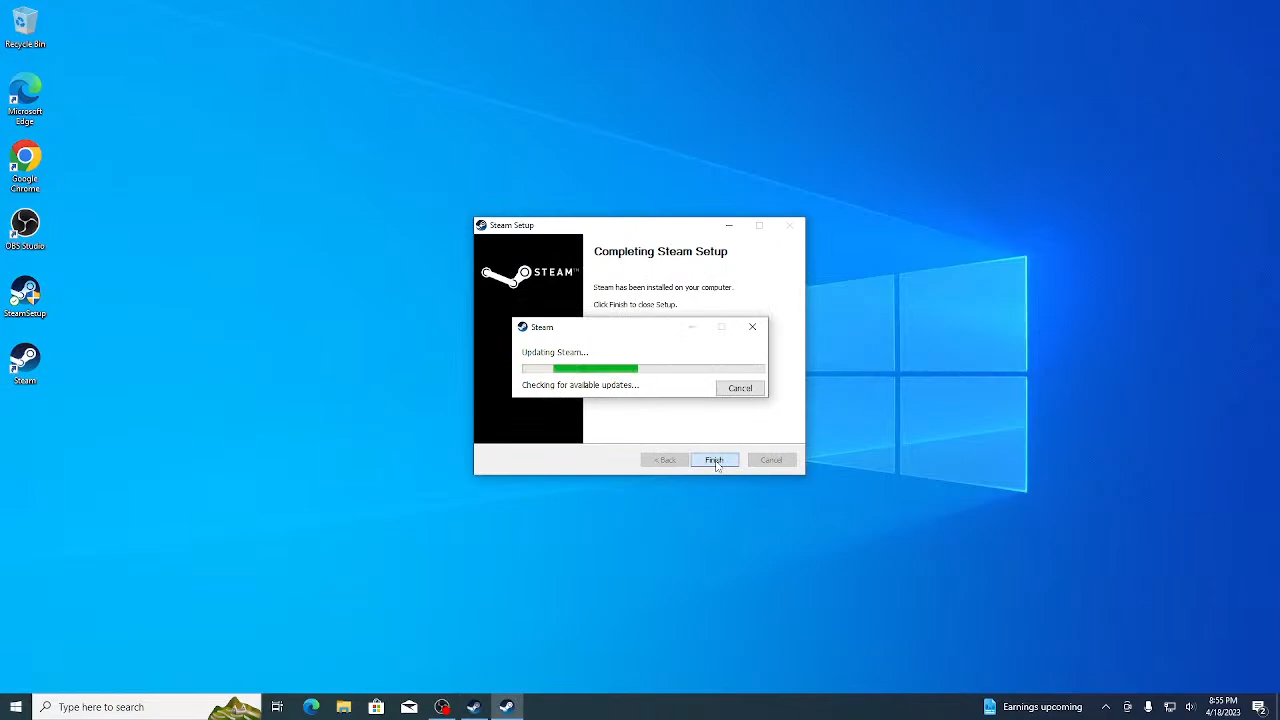 Recycle Bin
Microsoft
Edge
Google
Chrome
OBS Studio
SteamSetup
Steam
Steam Setup
STEAM™
Completing Steam Setup
Steam has been installed on your computer.
Click Finish to close Setup.
Steam
Updating Steam...
Checking for available updates...
Cancel
< Back
Finish
Cancel
Type here to search
Earnings upcoming
8:55 PM
4/18/2023
2